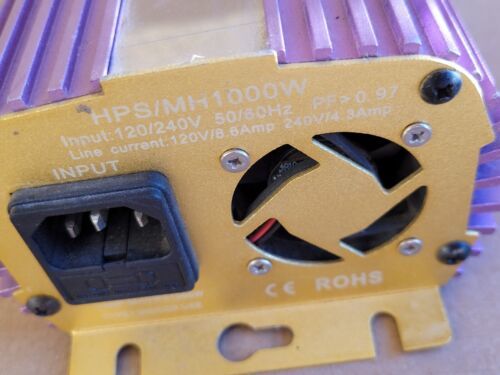 HPS/MH1000W
Input:120/240V 50/60Hz PF>0.97
Line current:120V/8.6Amp 240V/4.3Amp
INPUT
CE ROHS